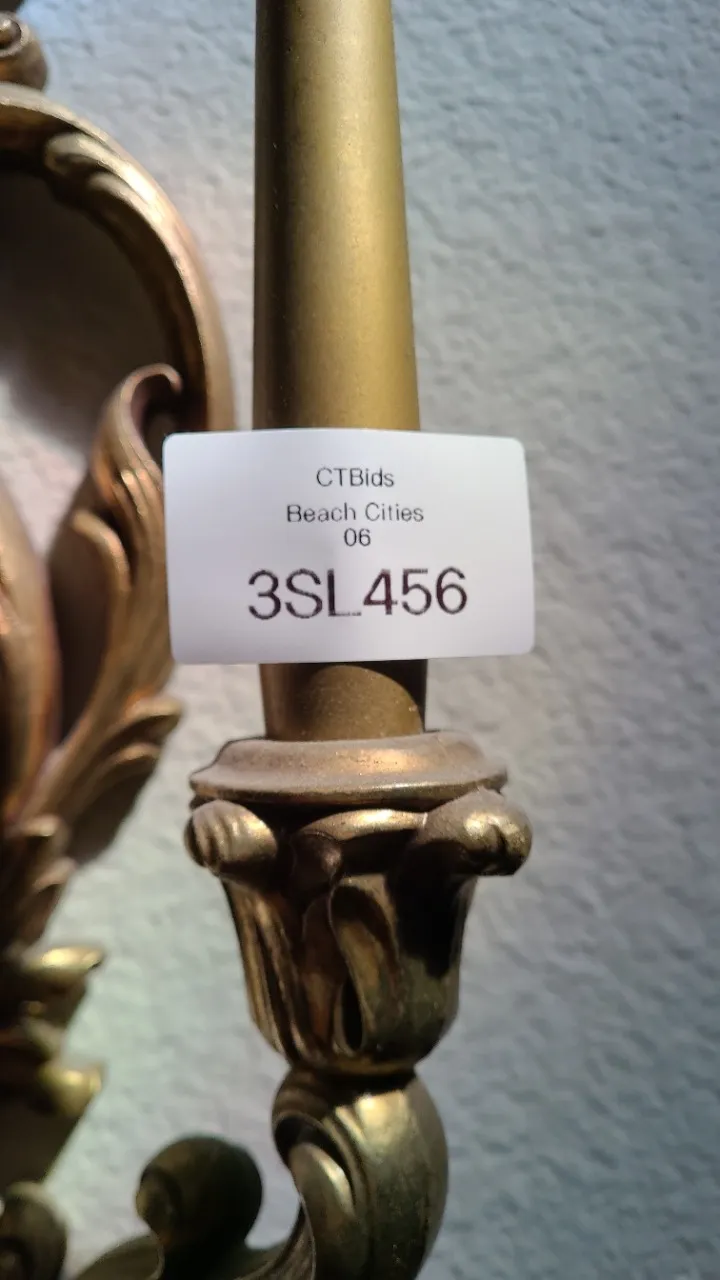 CTBids
Beach Cities
06
3SL456